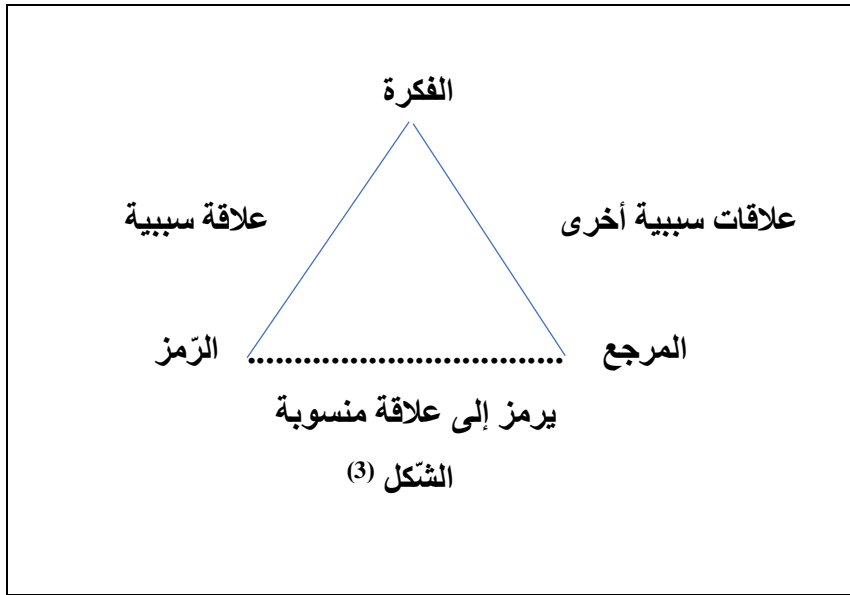 الفكرة
علاقات سببية أخرى
علاقة سببية
المرجع
الرّمز
يرمز إلى علاقة منسوبة
الشّكل (3)